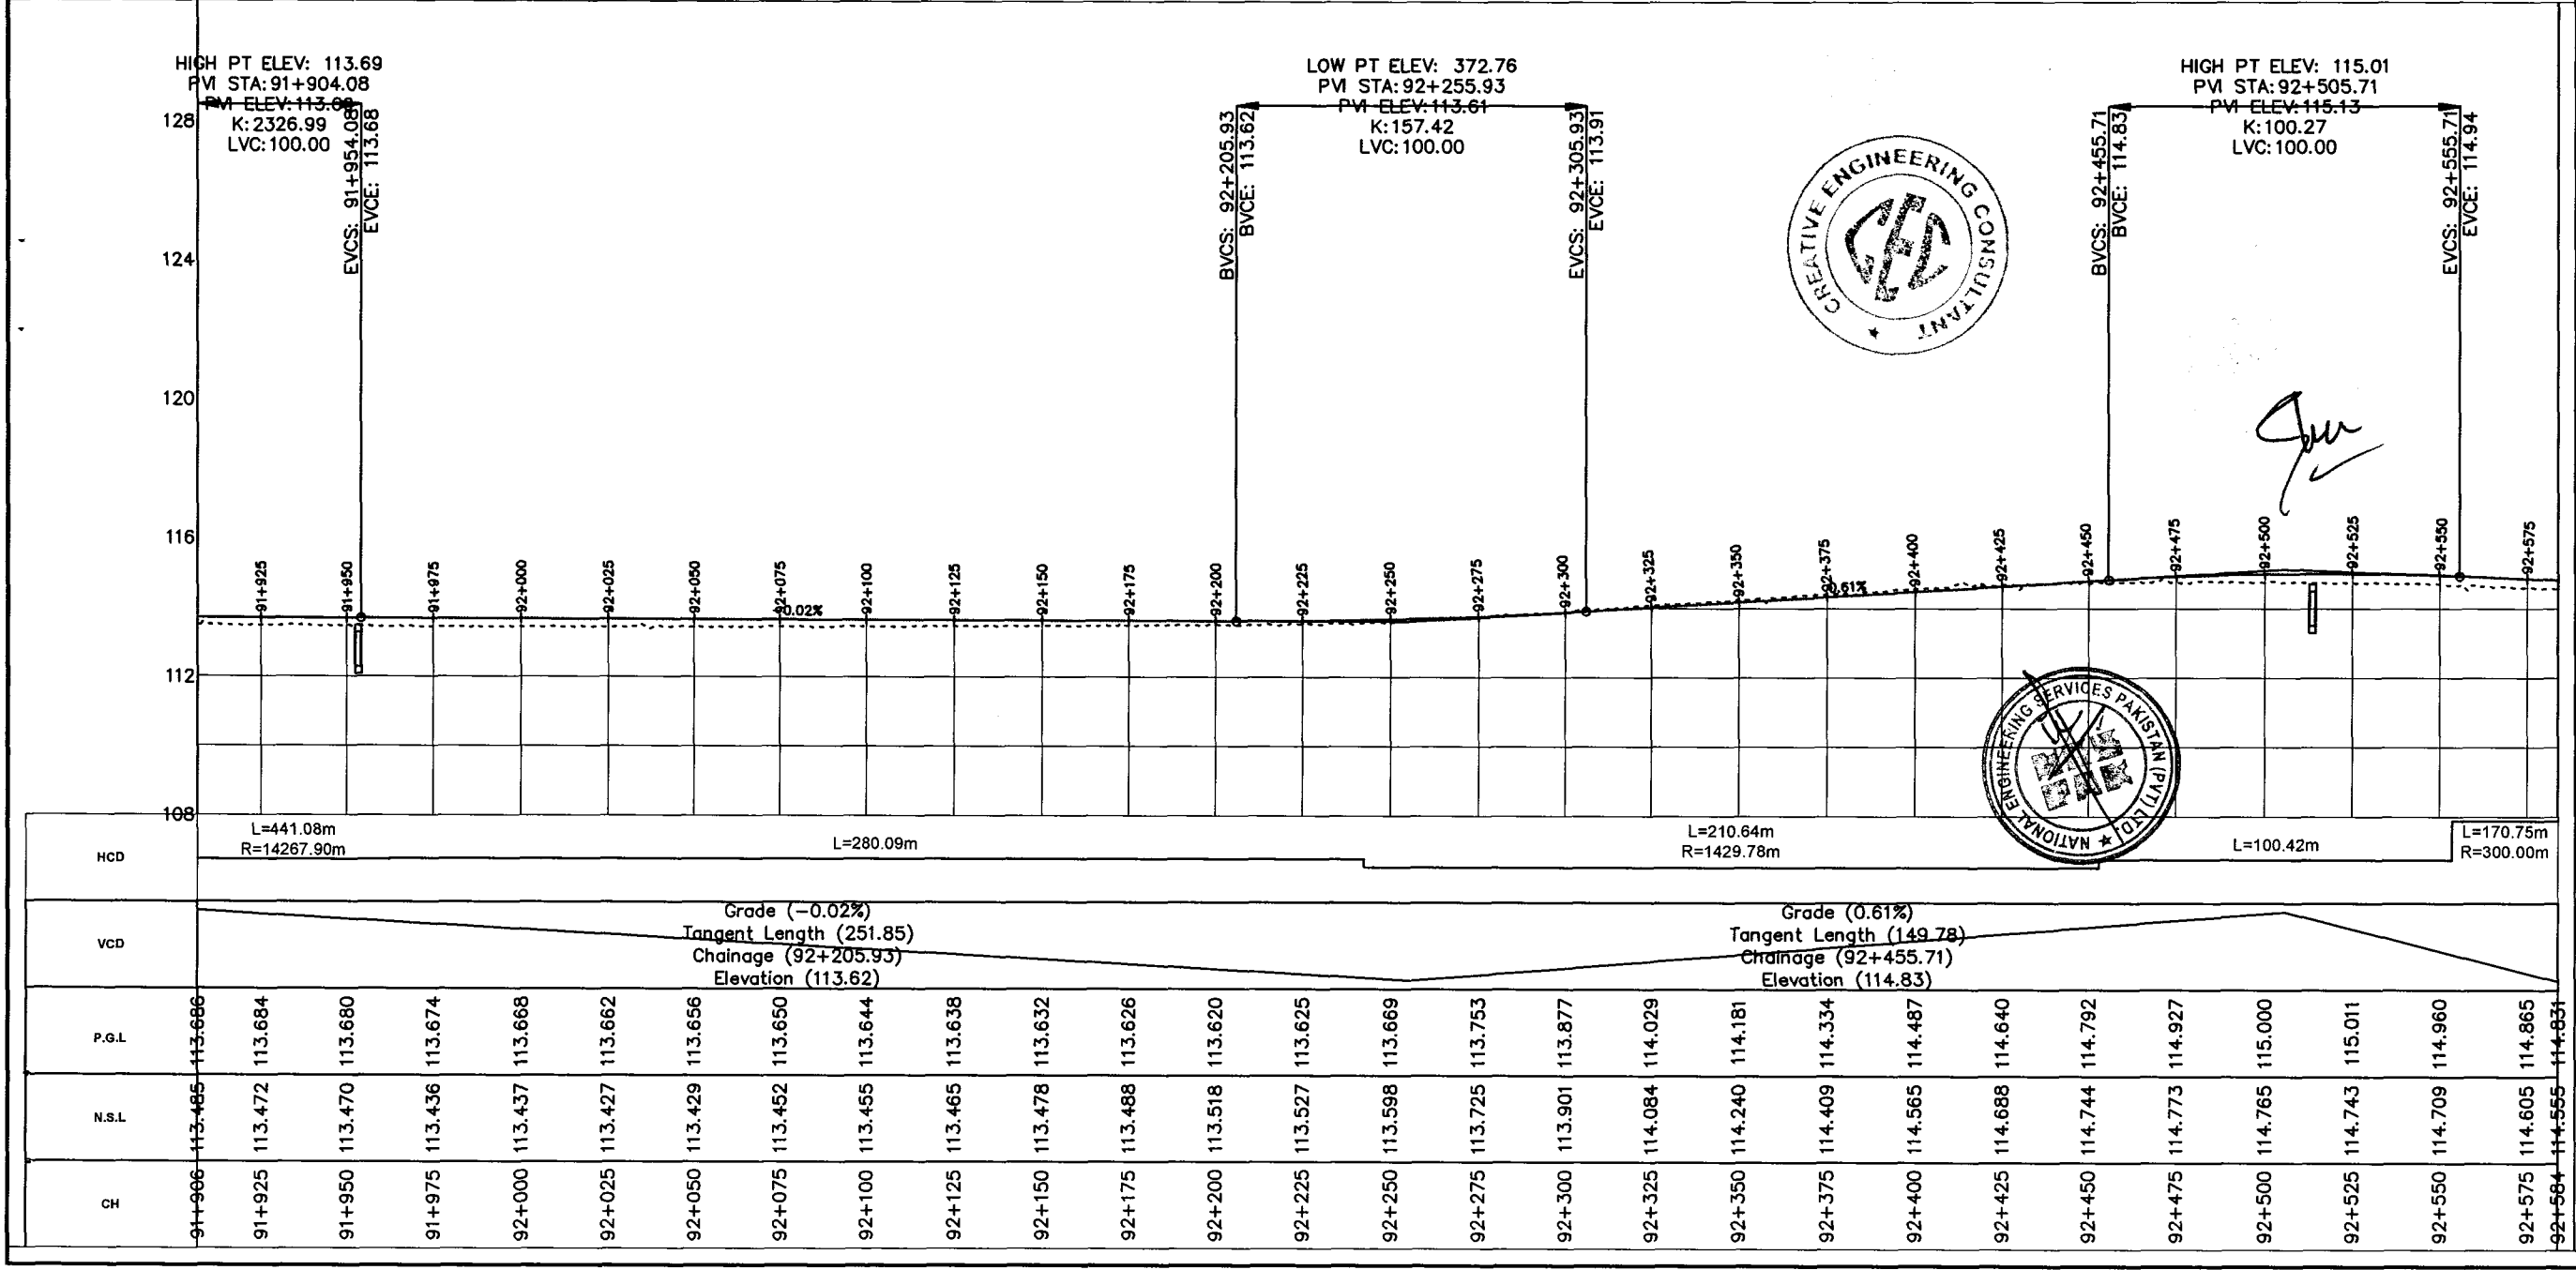 HIGH PT ELEV: 113.69
PVI STA: 91+904.08
K: 2326.99
LVC: 100.00
EVCS: 91+954.08
EVCE: 113.68
LOW PT ELEV: 372.76
PVI STA: 92+255.93
PVI ELEV: 113.61
K: 157.42
LVC: 100.00
BVCS: 92+205.93
BVCE: 113.62
EVCS: 92+305.93
EVCE: 113.91
HIGH PT ELEV: 115.01
PVI STA: 92+505.71
PVI ELEV: 115.13
K: 100.27
LVC: 100.00
BVCS: 92+455.71
BVCE: 114.83
EVCS: 92+555.71
EVCE: 114.94
CREATIVE ENGINEERING CONSULTANT
128
124
120
116
112
108
91+925 91+950 91+975 92+000 92+025 92+050 92+075 92+100 92+125 92+150 92+175 92+200 92+225 92+250 92+275 92+300 92+325 92+350 92+375 92+400 92+425 92+450 92+475 92+500 92+525 92+550 92+575
0.02%
0.61%
NATIONAL ENGINEERING SERVICES PAKISTAN (PVT) LTD.
HCD
L=441.08m
R=14267.90m
L=280.09m
L=210.64m
R=1429.78m
L=100.42m
L=170.75m
R=300.00m
VCD
Grade (-0.02%)
Tangent Length (251.85)
Chainage (92+205.93)
Elevation (113.62)
Grade (0.61%)
Tangent Length (149.78)
Chainage (92+455.71)
Elevation (114.83)
P.G.L 113.686 113.684 113.680 113.674 113.668 113.662 113.656 113.650 113.644 113.638 113.632 113.626 113.620 113.625 113.669 113.753 113.877 114.029 114.181 114.334 114.487 114.640 114.792 114.927 115.000 115.011 114.960 114.865 114.831
N.S.L 113.485 113.472 113.470 113.436 113.437 113.427 113.429 113.452 113.455 113.465 113.478 113.488 113.518 113.527 113.598 113.725 113.901 114.084 114.240 114.409 114.565 114.688 114.744 114.773 114.765 114.743 114.709 114.605 114.555
CH 91+906 91+925 91+950 91+975 92+000 92+025 92+050 92+075 92+100 92+125 92+150 92+175 92+200 92+225 92+250 92+275 92+300 92+325 92+350 92+375 92+400 92+425 92+450 92+475 92+500 92+525 92+550 92+575 92+584